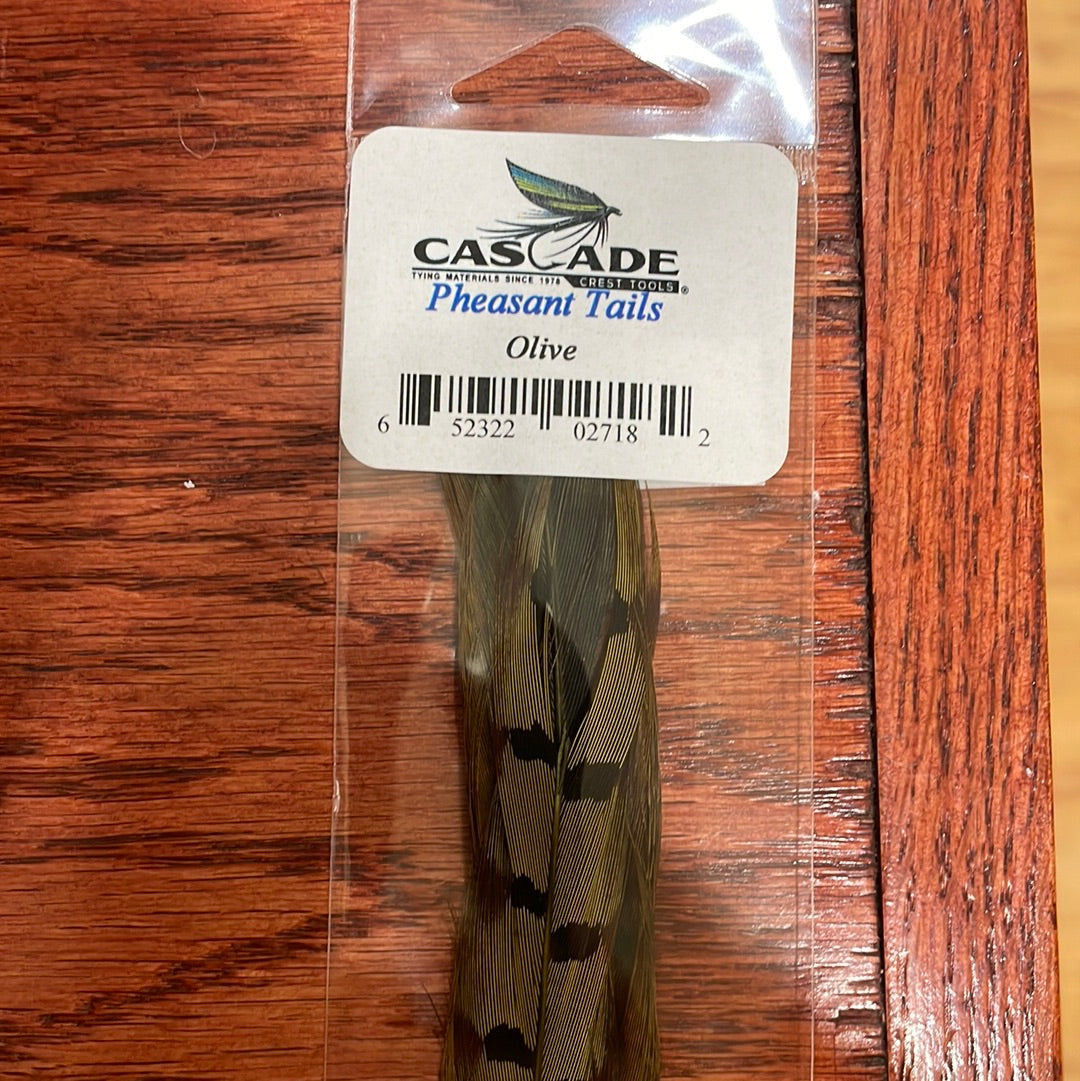 CASCADE
TYING MATERIALS SINCE 1978 CREST TOOLS®
Pheasant Tails
Olive
6 52322 02718 2